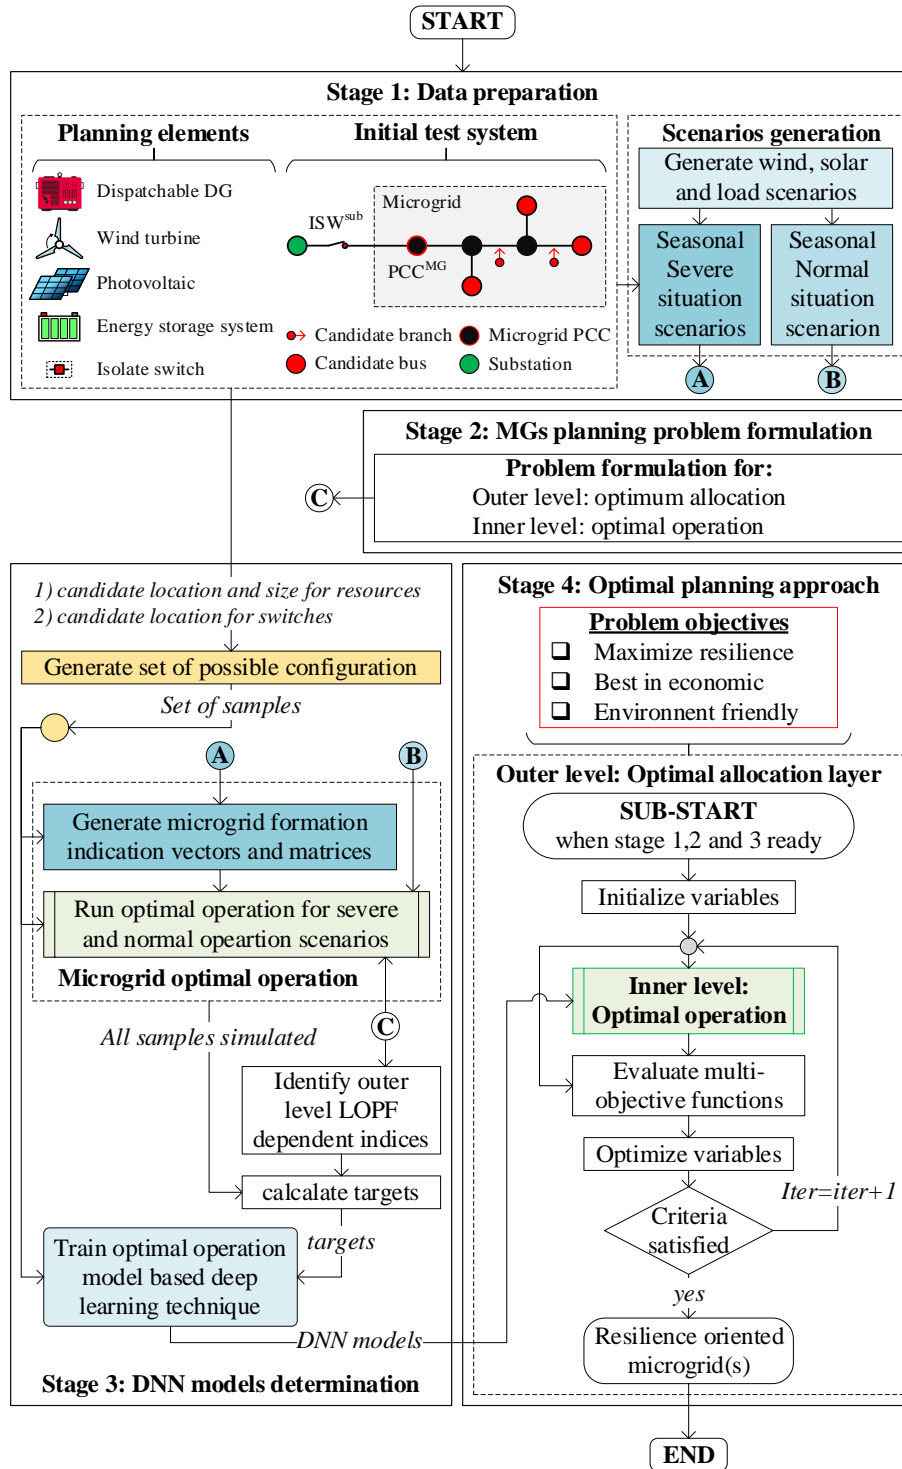 START
Stage 1: Data preparation
Planning elements
Dispatchable DG
Wind turbine
Photovoltaic
Energy storage system
Isolate switch
Initial test system
ISW^sub
Microgrid
PCC^MG
Candidate branch
Microgrid PCC
Candidate bus
Substation
Scenarios generation
Generate wind, solar
and load scenarios
Seasonal
Severe
situation
scenarios
Seasonal
Normal
situation
scenarion
A
B
Stage 2: MGs planning problem formulation
Problem formulation for:
Outer level: optimum allocation
Inner level: optimal operation
C
1) candidate location and size for resources
2) candidate location for switches
Generate set of possible configuration
Set of samples
A
B
Generate microgrid formation
indication vectors and matrices
Run optimal operation for severe
and normal opeartion scenarios
Microgrid optimal operation
C
All samples simulated
Identify outer
level LOPF
dependent indices
calculate targets
targets
Train optimal operation
model based deep
learning technique
DNN models
Stage 3: DNN models determination
Stage 4: Optimal planning approach
Problem objectives
Maximize resilience
Best in economic
Environnent friendly
Outer level: Optimal allocation layer
SUB-START
when stage 1,2 and 3 ready
Initialize variables
Inner level:
Optimal operation
Evaluate multi-
objective functions
Optimize variables
Iter=iter+1
Criteria
satisfied
yes
Resilience oriented
microgrid(s)
END